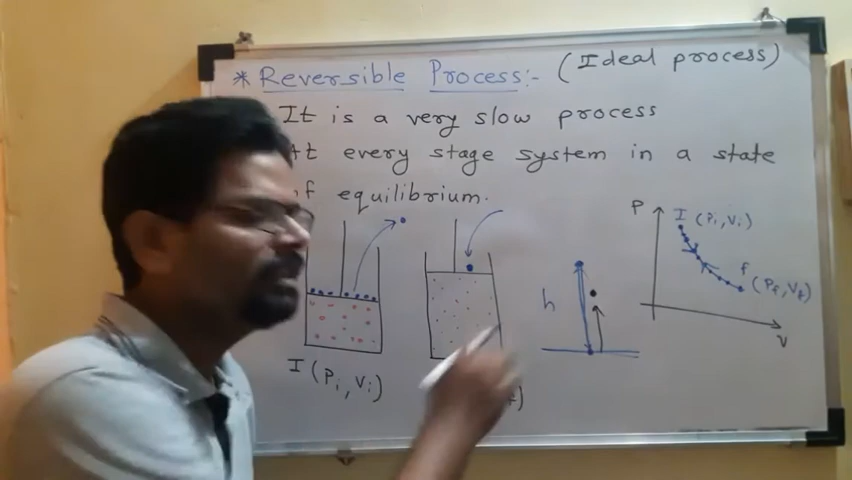 * Reversible Process:- (Ideal process)
It is a very slow process
At every stage system in a state
of equilibrium.
P
I (Pi, Vi)
f (Pf, Vf)
V
h
I (Pi, Vi)